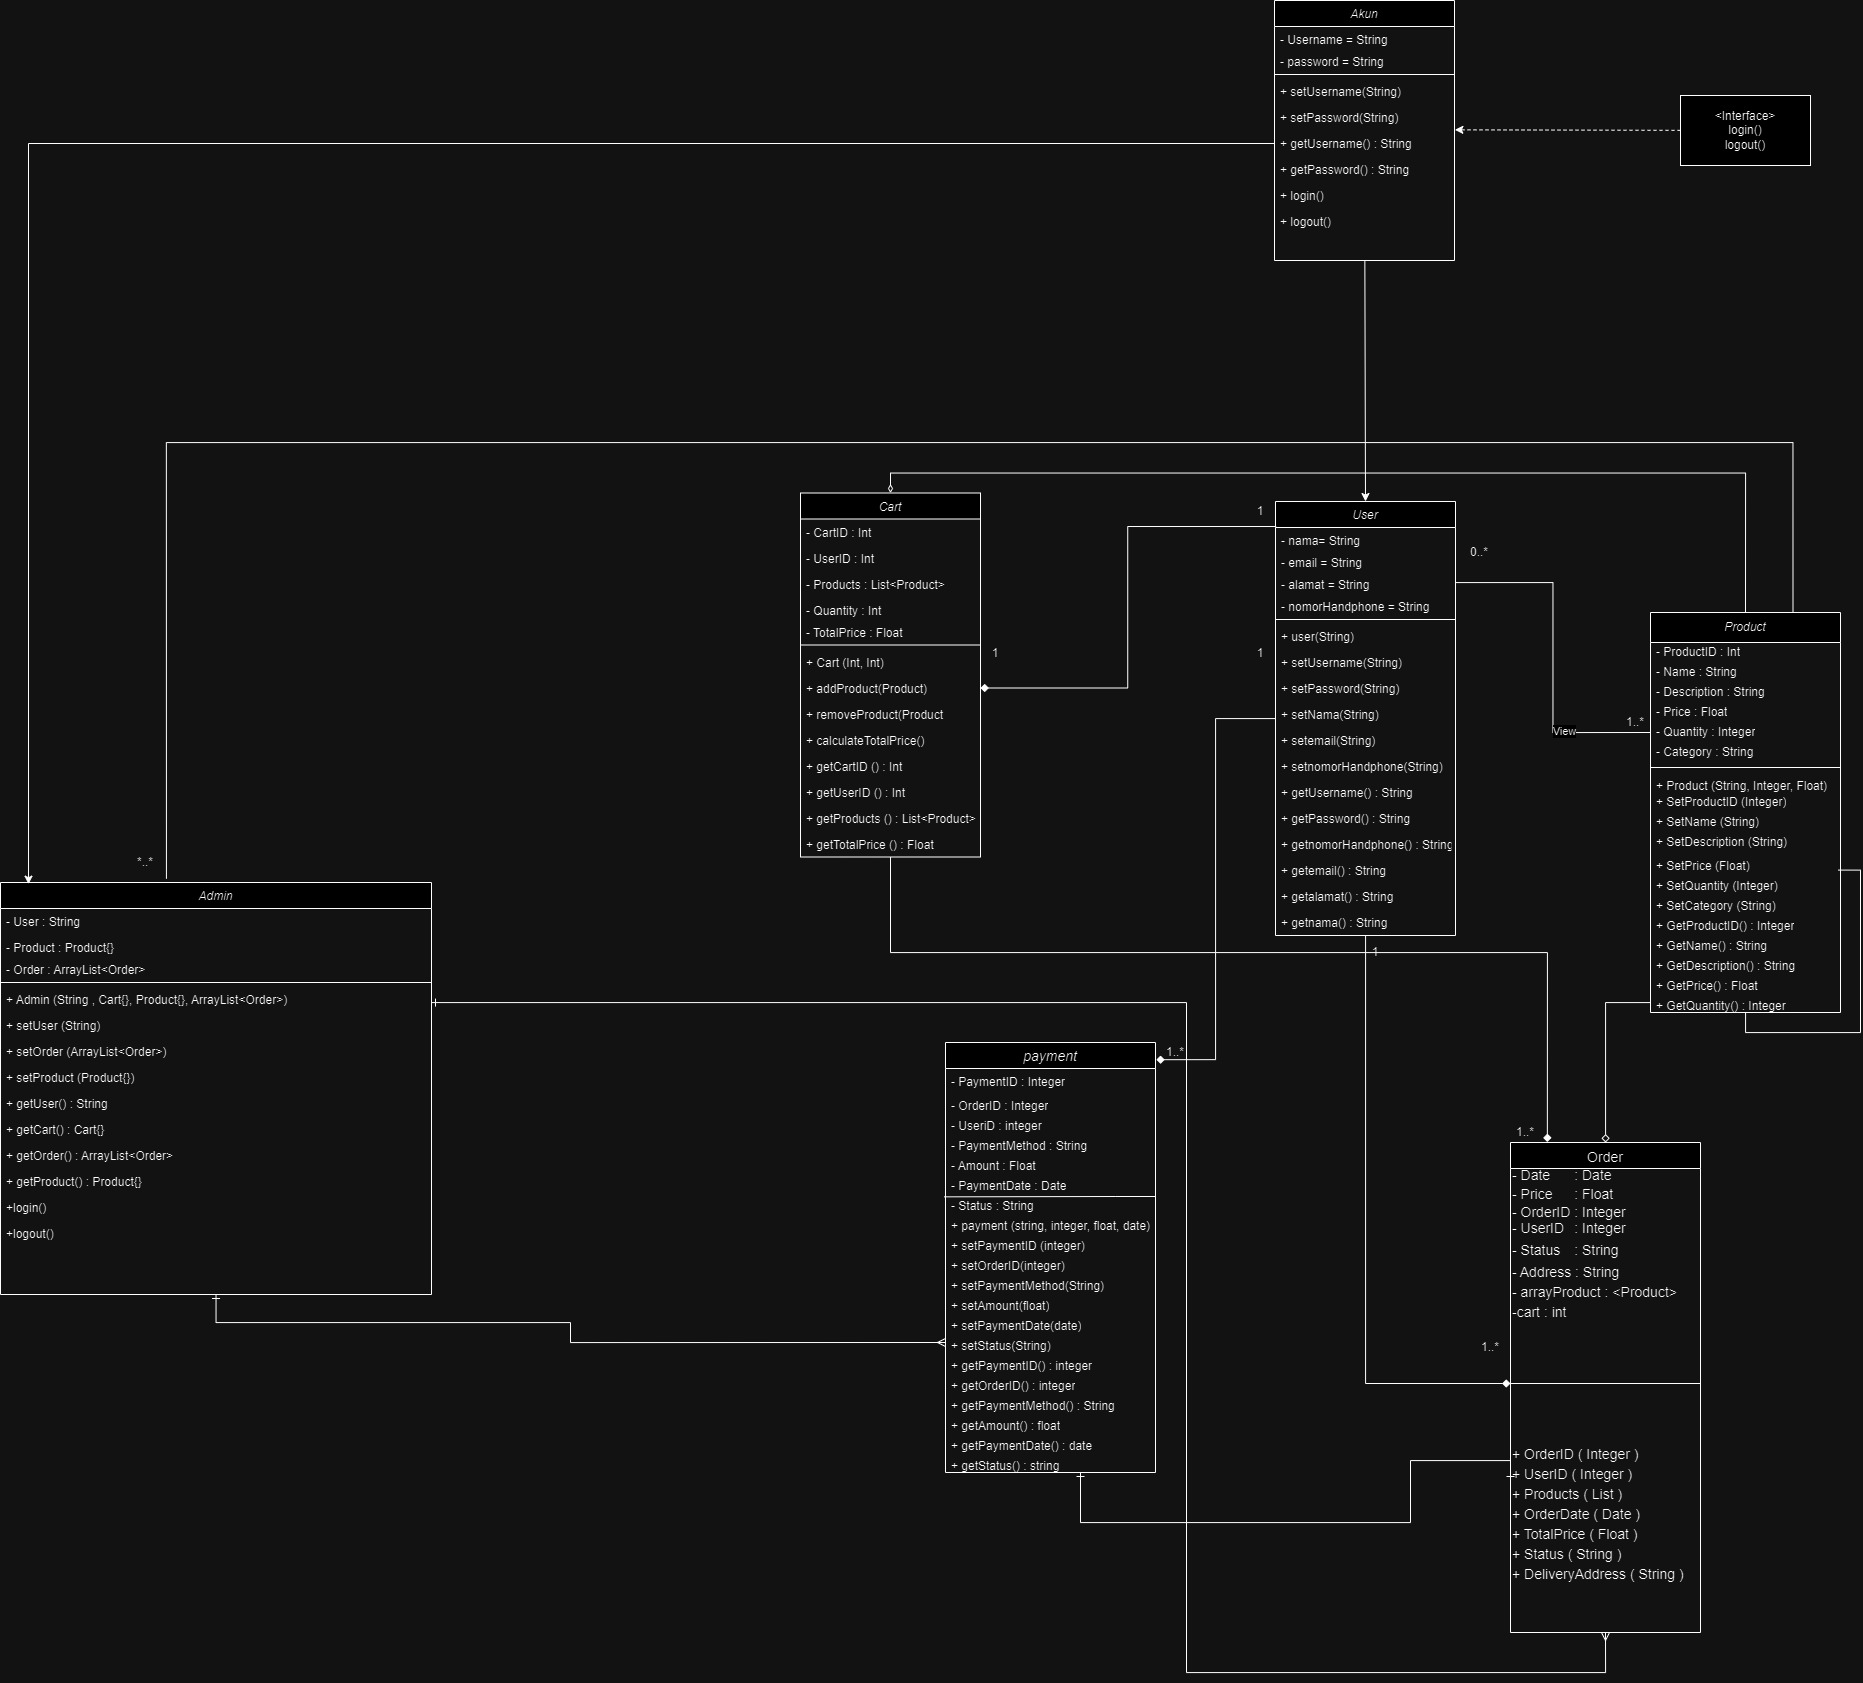 Akun
- Username = String
- password = String
+ setUsername(String)
+ setPassword(String)
+ getUsername() : String
+ getPassword() : String
+ login()
+ logout()
<Interface>
login()
logout()
Cart
- CartID : Int
- UserID : Int
- Products : List<Product>
- Quantity : Int
- TotalPrice : Float
+ Cart (Int, Int)
+ addProduct(Product)
+ removeProduct(Product
+ calculateTotalPrice()
+ getCartID () : Int
+ getUserID () : Int
+ getProducts () : List<Product>
+ getTotalPrice () : Float
1
1
1
User
- nama= String
- email = String
- alamat = String
- nomorHandphone = String
+ user(String)
+ setUsername(String)
+ setPassword(String)
+ setNama(String)
+ setemail(String)
+ setnomorHandphone(String)
+ getUsername() : String
+ getPassword() : String
+ getnomorHandphone() : String
+ getemail() : String
+ getalamat() : String
+ getnama() : String
1
0..*
View
1..*
Product
- ProductID : Int
- Name : String
- Description : String
- Price : Float
- Quantity : Integer
- Category : String
+ Product (String, Integer, Float)
+ SetProductID (Integer)
+ SetName (String)
+ SetDescription (String)
+ SetPrice (Float)
+ SetQuantity (Integer)
+ SetCategory (String)
+ GetProductID() : Integer
+ GetName() : String
+ GetDescription() : String
+ GetPrice() : Float
+ GetQuantity() : Integer
*..*
Admin
- User : String
- Product : Product{}
- Order : ArrayList<Order>
+ Admin (String , Cart{}, Product{}, ArrayList<Order>)
+ setUser (String)
+ setOrder (ArrayList<Order>)
+ setProduct (Product{})
+ getUser() : String
+ getCart() : Cart{}
+ getOrder() : ArrayList<Order>
+ getProduct() : Product{}
+login()
+logout()
payment
- PaymentID : Integer
- OrderID : Integer
- UseriD : integer
- PaymentMethod : String
- Amount : Float
- PaymentDate : Date
- Status : String
+ payment (string, integer, float, date)
+ setPaymentID (integer)
+ setOrderID(integer)
+ setPaymentMethod(String)
+ setAmount(float)
+ setPaymentDate(date)
+ setStatus(String)
+ getPaymentID() : integer
+ getOrderID() : integer
+ getPaymentMethod() : String
+ getAmount() : float
+ getPaymentDate() : date
+ getStatus() : string
1..*
1..*
1..*
Order
- Date : Date
- Price : Float
- OrderID : Integer
- UserID : Integer
- Status : String
- Address : String
- arrayProduct : <Product>
-cart : int
+ OrderID ( Integer )
+ UserID ( Integer )
+ Products ( List )
+ OrderDate ( Date )
+ TotalPrice ( Float )
+ Status ( String )
+ DeliveryAddress ( String )